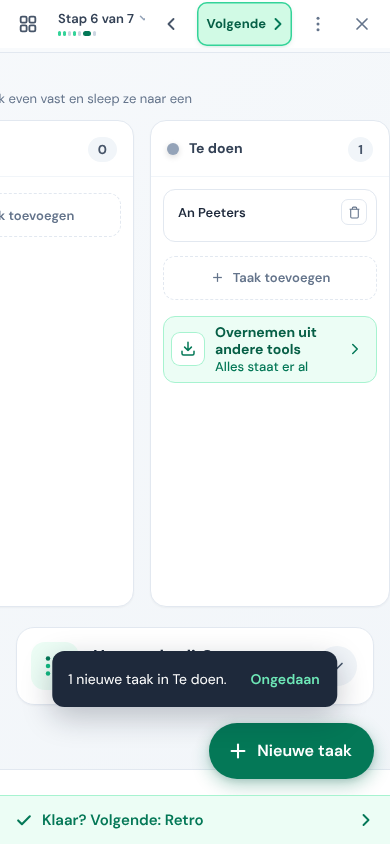 Stap 6 van 7
Volgende
k even vast en sleep ze naar een
0
Te doen
1
k toevoegen
An Peeters
Taak toevoegen
Overnemen uit
andere tools
Alles staat er al
1 nieuwe taak in Te doen.
Ongedaan
Nieuwe taak
Klaar? Volgende: Retro